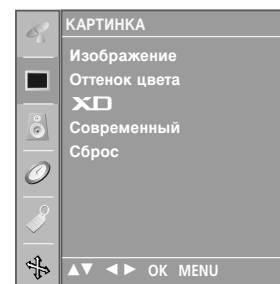 КАРТИНКА
Изображение
Оттенок цвета
XD
Современный
Сброс
▲▼ ◄► OK MENU